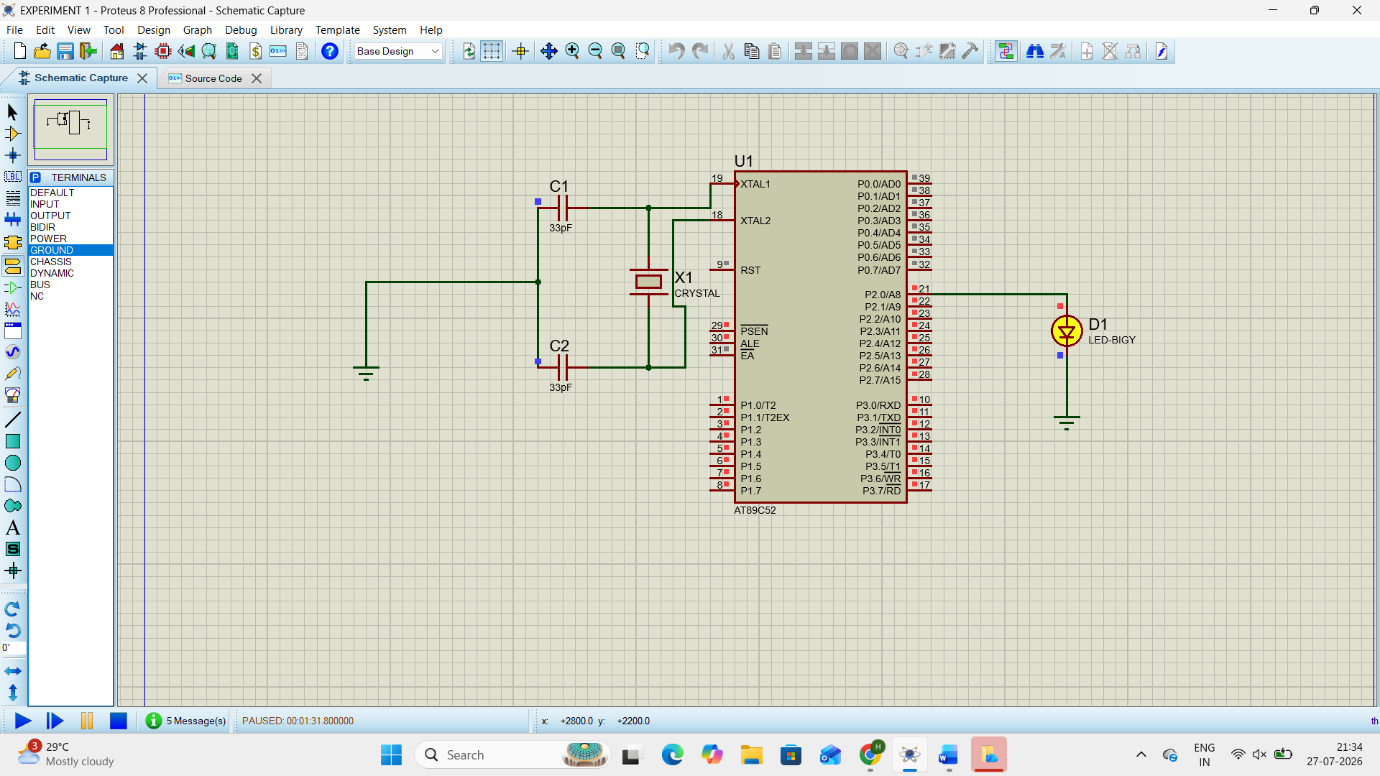 EXPERIMENT 1 - Proteus 8 Professional - Schematic Capture
File Edit View Tool Design Graph Debug Library Template System Help
Base Design
Schematic Capture
Source Code
P TERMINALS
DEFAULT
INPUT
OUTPUT
BIDIR
POWER
GROUND
CHASSIS
DYNAMIC
BUS
NC
LBL
A
S
0°
C1
33pF
C2
33pF
X1
CRYSTAL
U1
19 XTAL1
18 XTAL2
9 RST
29 PSEN
30 ALE
31 EA
1 P1.0/T2
2 P1.1/T2EX
3 P1.2
4 P1.3
5 P1.4
6 P1.5
7 P1.6
8 P1.7
P0.0/AD0 39
P0.1/AD1 38
P0.2/AD2 37
P0.3/AD3 36
P0.4/AD4 35
P0.5/AD5 34
P0.6/AD6 33
P0.7/AD7 32
P2.0/A8 21
P2.1/A9 22
P2.2/A10 23
P2.3/A11 24
P2.4/A12 25
P2.5/A13 26
P2.6/A14 27
P2.7/A15 28
P3.0/RXD 10
P3.1/TXD 11
P3.2/INT0 12
P3.3/INT1 13
P3.4/T0 14
P3.5/T1 15
P3.6/WR 16
P3.7/RD 17
AT89C52
D1
LED-BIGY
5 Message(s)
PAUSED: 00:01:31.800000
x: +2800.0 y: +2200.0
th
3
29°C
Mostly cloudy
Search
H
ENG
IN
21:34
27-07-2026